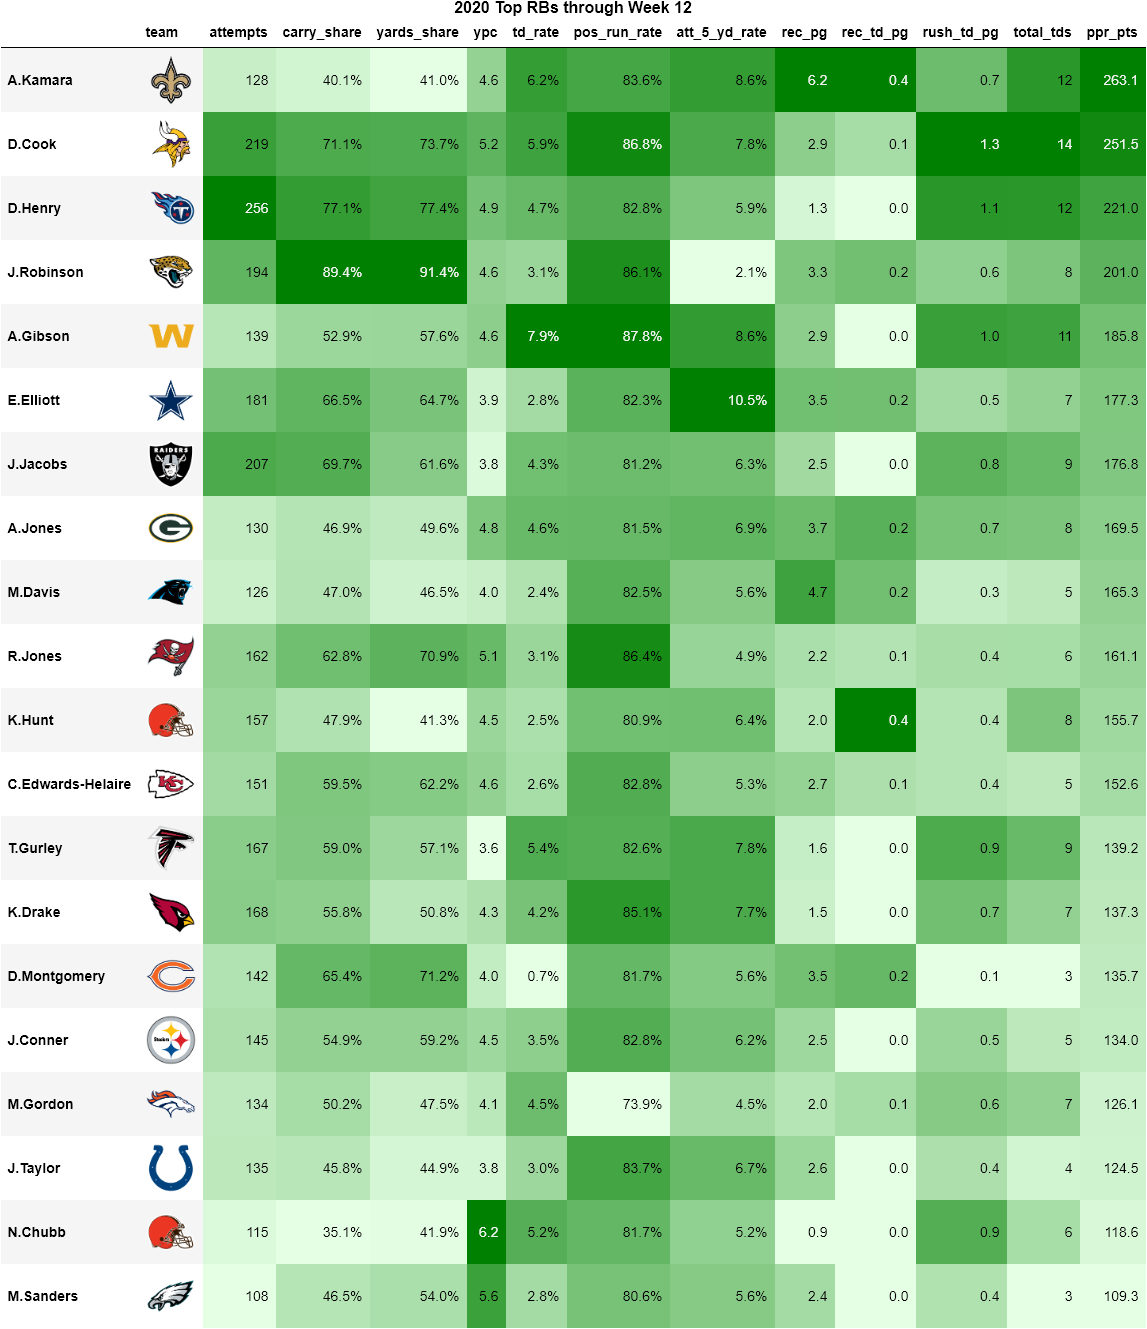 2020 Top RBs through Week 12
team attempts carry_share yards_share ypc td_rate pos_run_rate att_5_yd_rate rec_pg rec_td_pg rush_td_pg total_tds ppr_pts
A.Kamara 128 40.1% 41.0% 4.6 6.2% 83.6% 8.6% 6.2 0.4 0.7 12 263.1
D.Cook 219 71.1% 73.7% 5.2 5.9% 86.8% 7.8% 2.9 0.1 1.3 14 251.5
D.Henry 256 77.1% 77.4% 4.9 4.7% 82.8% 5.9% 1.3 0.0 1.1 12 221.0
J.Robinson 194 89.4% 91.4% 4.6 3.1% 86.1% 2.1% 3.3 0.2 0.6 8 201.0
A.Gibson W 139 52.9% 57.6% 4.6 7.9% 87.8% 8.6% 2.9 0.0 1.0 11 185.8
E.Elliott 181 66.5% 64.7% 3.9 2.8% 82.3% 10.5% 3.5 0.2 0.5 7 177.3
J.Jacobs RAIDERS 207 69.7% 61.6% 3.8 4.3% 81.2% 6.3% 2.5 0.0 0.8 9 176.8
A.Jones G 130 46.9% 49.6% 4.8 4.6% 81.5% 6.9% 3.7 0.2 0.7 8 169.5
M.Davis 126 47.0% 46.5% 4.0 2.4% 82.5% 5.6% 4.7 0.2 0.3 5 165.3
R.Jones 162 62.8% 70.9% 5.1 3.1% 86.4% 4.9% 2.2 0.1 0.4 6 161.1
K.Hunt 157 47.9% 41.3% 4.5 2.5% 80.9% 6.4% 2.0 0.4 0.4 8 155.7
C.Edwards-Helaire KC 151 59.5% 62.2% 4.6 2.6% 82.8% 5.3% 2.7 0.1 0.4 5 152.6
T.Gurley 167 59.0% 57.1% 3.6 5.4% 82.6% 7.8% 1.6 0.0 0.9 9 139.2
K.Drake 168 55.8% 50.8% 4.3 4.2% 85.1% 7.7% 1.5 0.0 0.7 7 137.3
D.Montgomery C 142 65.4% 71.2% 4.0 0.7% 81.7% 5.6% 3.5 0.2 0.1 3 135.7
J.Conner Steelers 145 54.9% 59.2% 4.5 3.5% 82.8% 6.2% 2.5 0.0 0.5 5 134.0
M.Gordon 134 50.2% 47.5% 4.1 4.5% 73.9% 4.5% 2.0 0.1 0.6 7 126.1
J.Taylor 135 45.8% 44.9% 3.8 3.0% 83.7% 6.7% 2.6 0.0 0.4 4 124.5
N.Chubb 115 35.1% 41.9% 6.2 5.2% 81.7% 5.2% 0.9 0.0 0.9 6 118.6
M.Sanders 108 46.5% 54.0% 5.6 2.8% 80.6% 5.6% 2.4 0.0 0.4 3 109.3